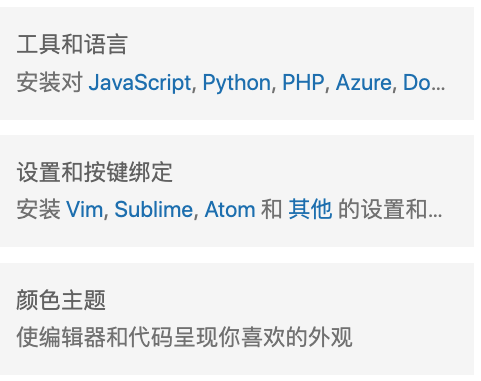 工具和语言
安装对 JavaScript, Python, PHP, Azure, Do...
设置和按键绑定
安装 Vim, Sublime, Atom 和 其他 的设置和...
颜色主题
使编辑器和代码呈现你喜欢的外观